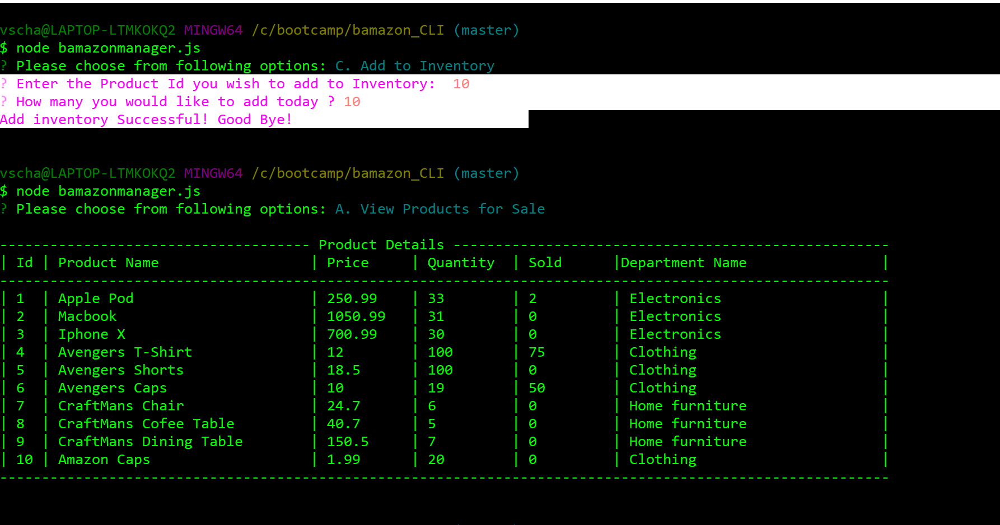 vscha@LAPTOP-LTMKOKQ2 MINGW64 /c/bootcamp/bamazon_CLI (master)
$ node bamazonmanager.js
? Please choose from following options: C. Add to Inventory
? Enter the Product Id you wish to add to Inventory:  10
? How many you would like to add today ? 10
Add inventory Successful! Good Bye!
vscha@LAPTOP-LTMKOKQ2 MINGW64 /c/bootcamp/bamazon_CLI (master)
$ node bamazonmanager.js
? Please choose from following options: A. View Products for Sale
------------------------------------- Product Details ----------------------------------------------------
| Id | Product Name                  | Price     | Quantity  | Sold      |Department Name                |
----------------------------------------------------------------------------------------------------------
| 1  | Apple Pod                     | 250.99    | 33        | 2         | Electronics                   |
| 2  | Macbook                       | 1050.99   | 31        | 0         | Electronics                   |
| 3  | Iphone X                      | 700.99    | 30        | 0         | Electronics                   |
| 4  | Avengers T-Shirt              | 12        | 100       | 75        | Clothing                      |
| 5  | Avengers Shorts               | 18.5      | 100       | 0         | Clothing                      |
| 6  | Avengers Caps                 | 10        | 19        | 50        | Clothing                      |
| 7  | CraftMans Chair               | 24.7      | 6         | 0         | Home furniture                |
| 8  | CraftMans Cofee Table         | 40.7      | 5         | 0         | Home furniture                |
| 9  | CraftMans Dining Table        | 150.5     | 7         | 0         | Home furniture                |
| 10 | Amazon Caps                   | 1.99      | 20        | 0         | Clothing                      |
----------------------------------------------------------------------------------------------------------